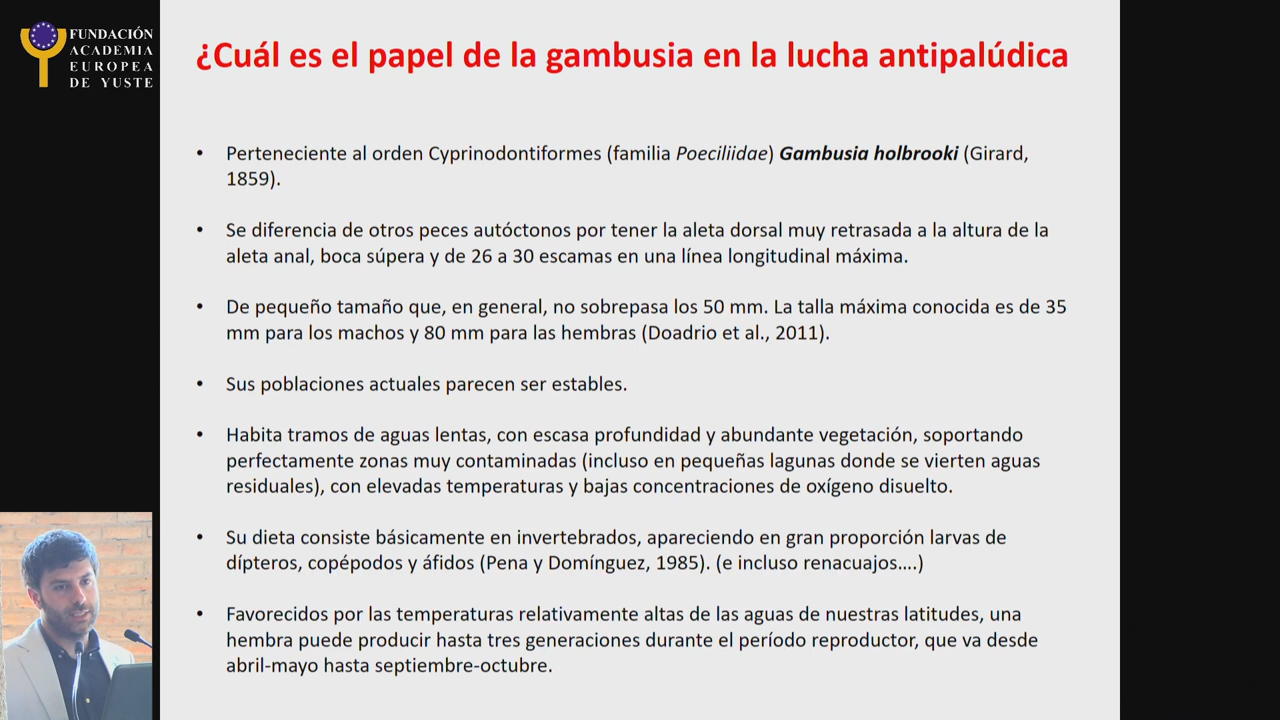 FUNDACIÓN
ACADEMIA
EUROPEA
DE YUSTE
¿Cuál es el papel de la gambusia en la lucha antipalúdica
• Perteneciente al orden Cyprinodontiformes (familia Poeciliidae) Gambusia holbrooki (Girard,
1859).
• Se diferencia de otros peces autóctonos por tener la aleta dorsal muy retrasada a la altura de la
aleta anal, boca súpera y de 26 a 30 escamas en una línea longitudinal máxima.
• De pequeño tamaño que, en general, no sobrepasa los 50 mm. La talla máxima conocida es de 35
mm para los machos y 80 mm para las hembras (Doadrio et al., 2011).
• Sus poblaciones actuales parecen ser estables.
• Habita tramos de aguas lentas, con escasa profundidad y abundante vegetación, soportando
perfectamente zonas muy contaminadas (incluso en pequeñas lagunas donde se vierten aguas
residuales), con elevadas temperaturas y bajas concentraciones de oxígeno disuelto.
• Su dieta consiste básicamente en invertebrados, apareciendo en gran proporción larvas de
dípteros, copépodos y áfidos (Pena y Domínguez, 1985). (e incluso renacuajos....)
• Favorecidos por las temperaturas relativamente altas de las aguas de nuestras latitudes, una
hembra puede producir hasta tres generaciones durante el período reproductor, que va desde
abril-mayo hasta septiembre-octubre.